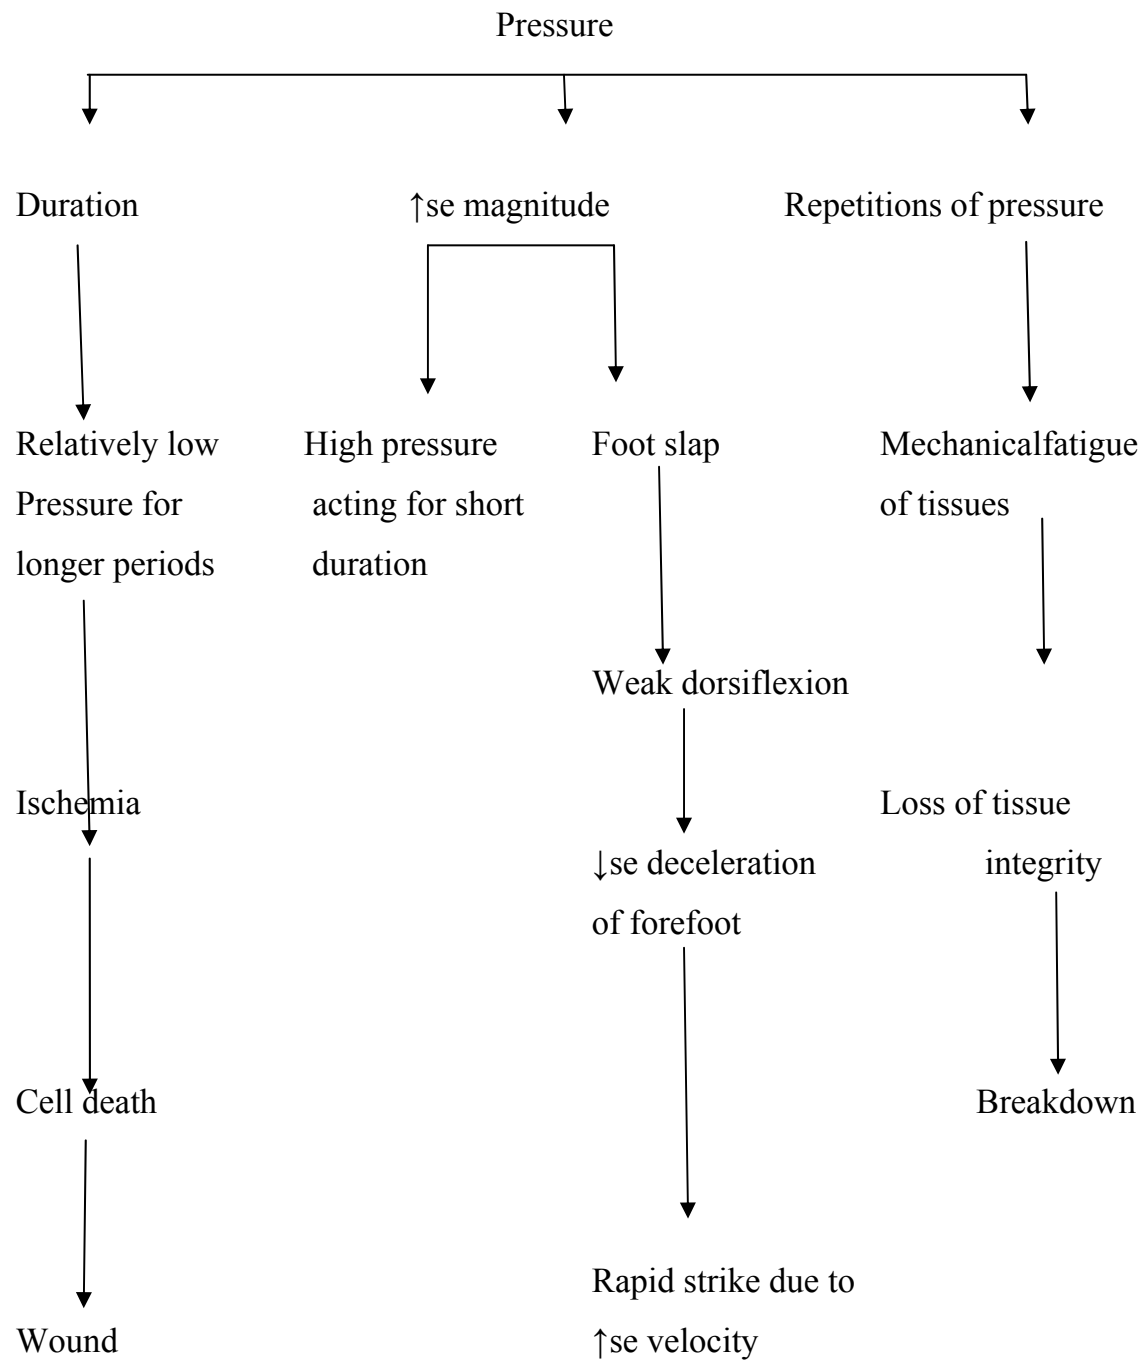 Pressure
Duration
↑se magnitude
Repetitions of pressure
Relatively low
Pressure for
longer periods
High pressure
acting for short
duration
Foot slap
Mechanicalfatigue
of tissues
Weak dorsiflexion
Ischemia
Loss of tissue
integrity
↓se deceleration
of forefoot
Cell death
Breakdown
Rapid strike due to
↑se velocity
Wound